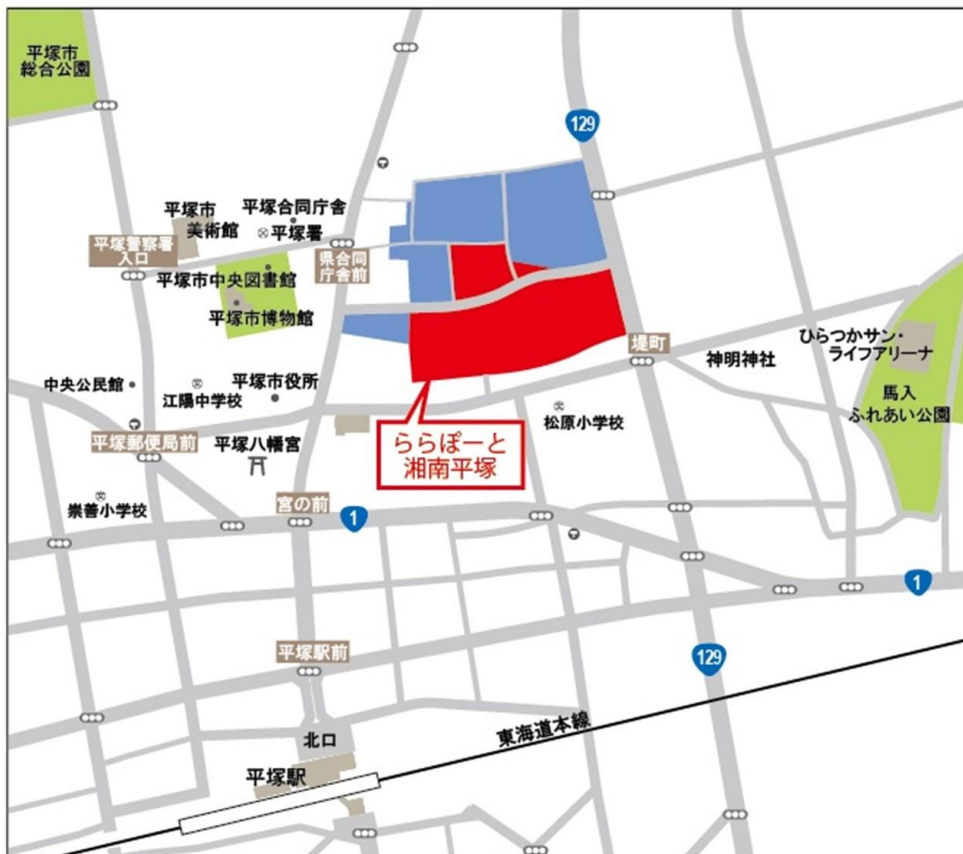 平塚市
総合公園
129
平塚市
美術館
平塚合同庁舎
平塚署
平塚警察署
入口
県合同
庁舎前
平塚市中央図書館
平塚市博物館
堤町
神明神社
ひらつかサン・
ライフアリーナ
馬入
ふれあい公園
中央公民館
江陽中学校
平塚市役所
松原小学校
平塚郵便局前
平塚八幡宮
ららぽーと
湘南平塚
崇善小学校
宮の前
1
1
平塚駅前
129
北口
東海道本線
平塚駅